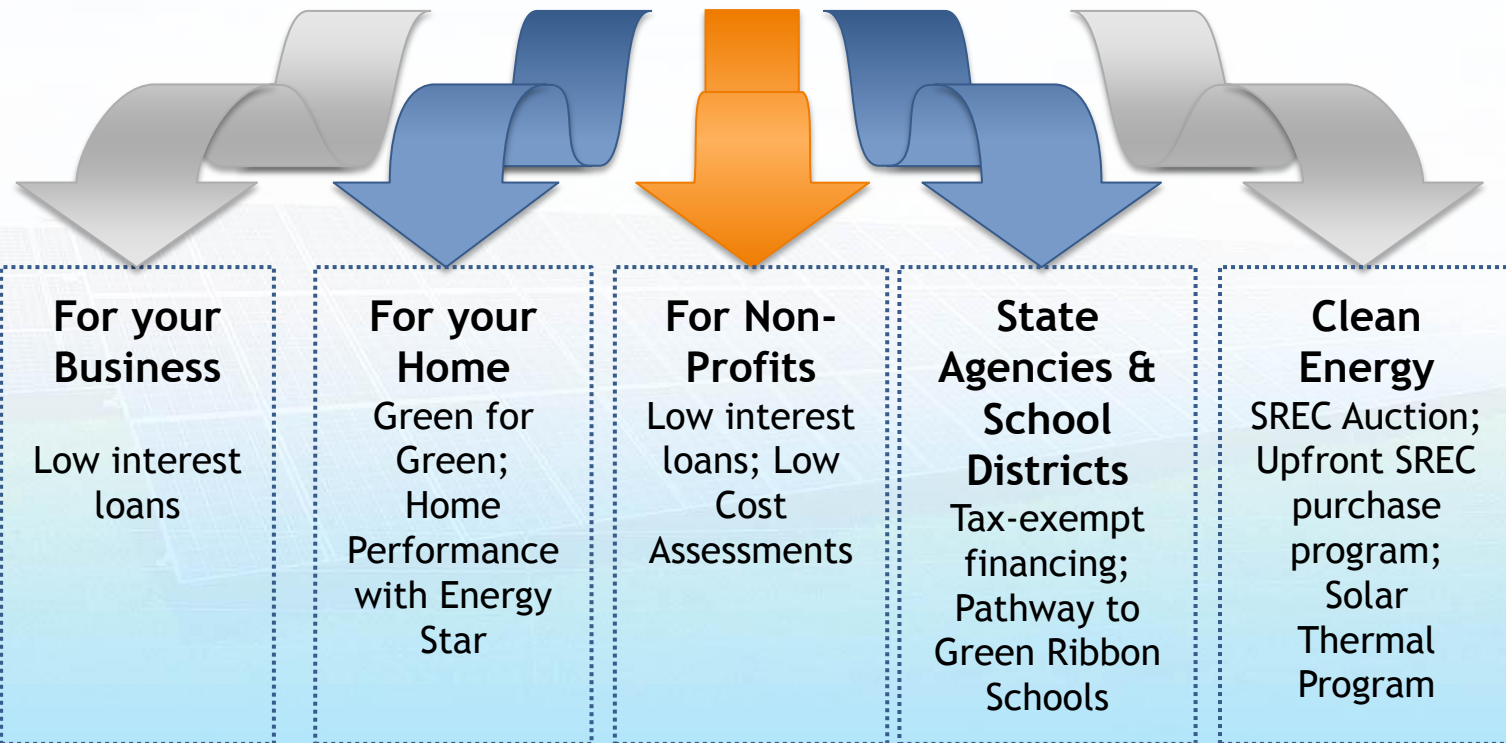 For your
Business
Low interest
loans
For your
Home
Green for
Green;
Home
Performance
with Energy
Star
For Non-
Profits
Low interest
loans; Low
Cost
Assessments
State
Agencies &
School
Districts
Tax-exempt
financing;
Pathway to
Green Ribbon
Schools
Clean
Energy
SREC Auction;
Upfront SREC
purchase
program;
Solar
Thermal
Program